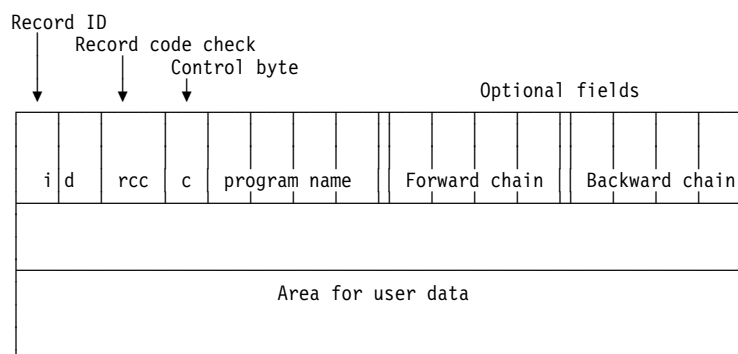 Record ID
Record code check
Control byte
Optional fields
i d rcc c program name Forward chain Backward chain
Area for user data